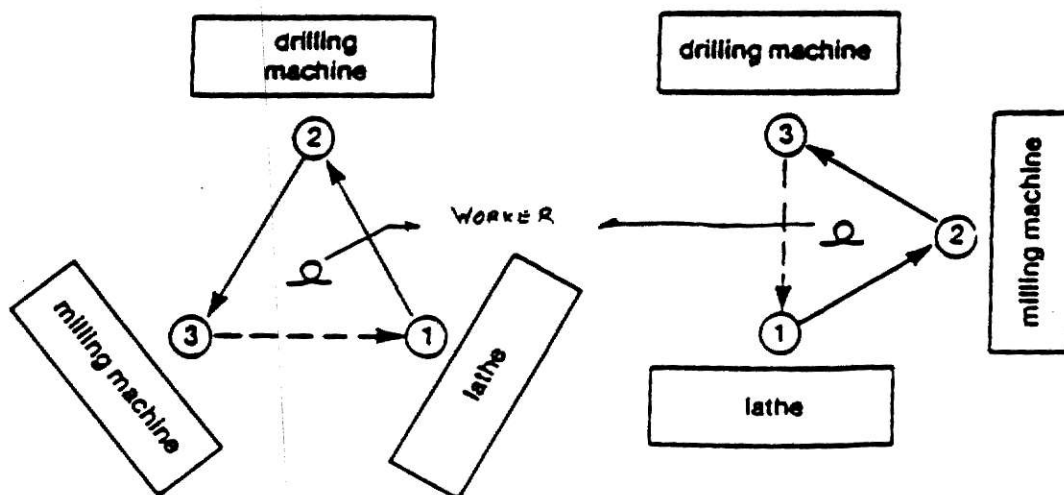 drilling
machine
2
3
1
milling machine
lathe
WORKER
drilling machine
3
2
1
milling machine
lathe